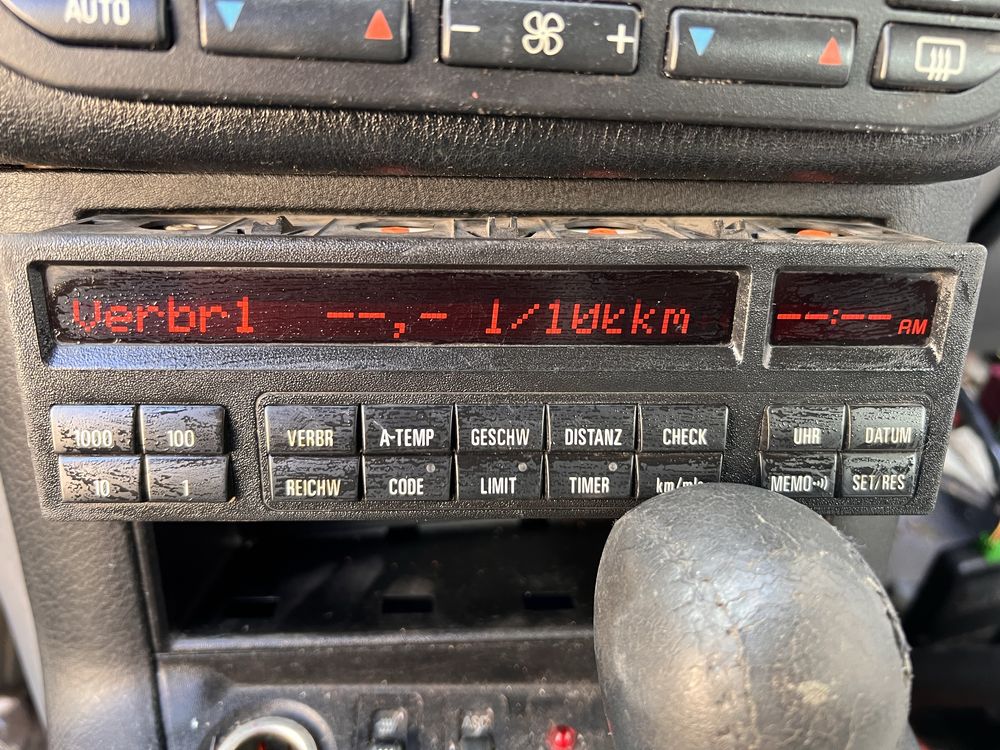 AUTO
- +
Verbr1 --,- l/100km --:-- AM
1000 100 VERBR A-TEMP GESCHW DISTANZ CHECK UHR DATUM
10 1 REICHW CODE LIMIT TIMER MEMO SET/RES
ASC